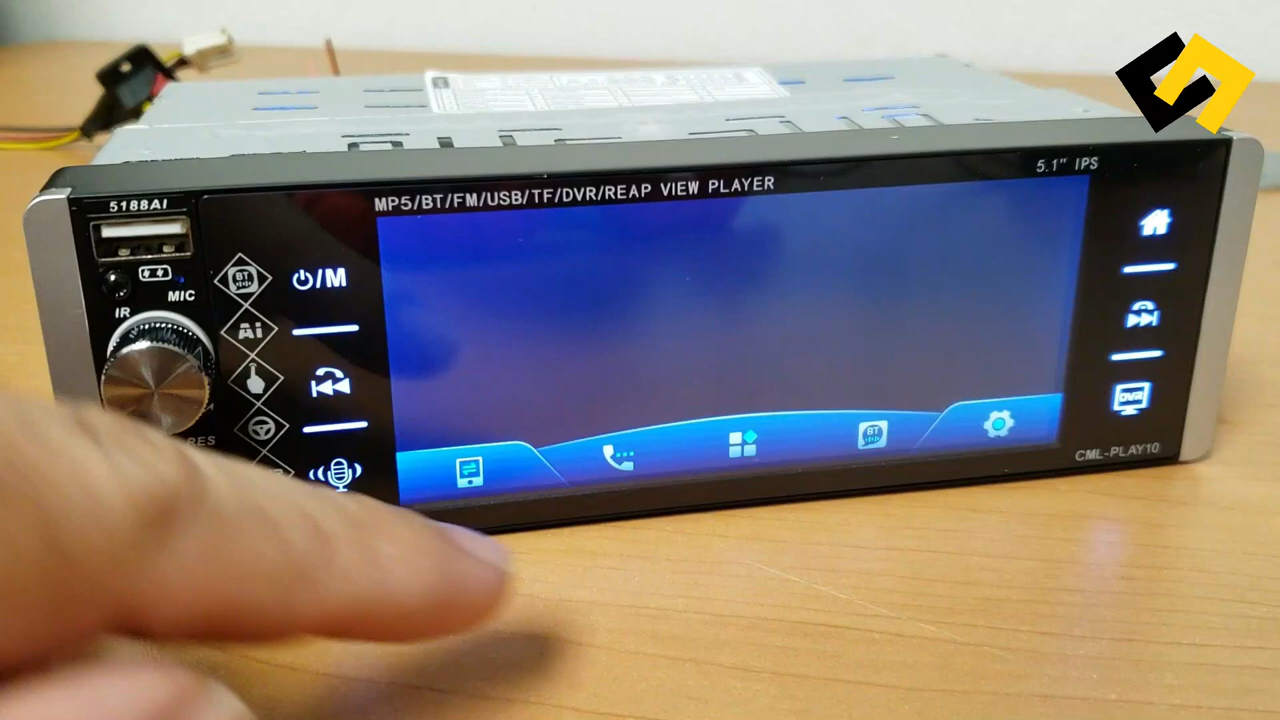 5.1" IPS
MP5/BT/FM/USB/TF/DVR/REAP VIEW PLAYER
5188AI
MIC
IR
BT
Ai
⏻/M
RES
BT
DVR
CML-PLAY10